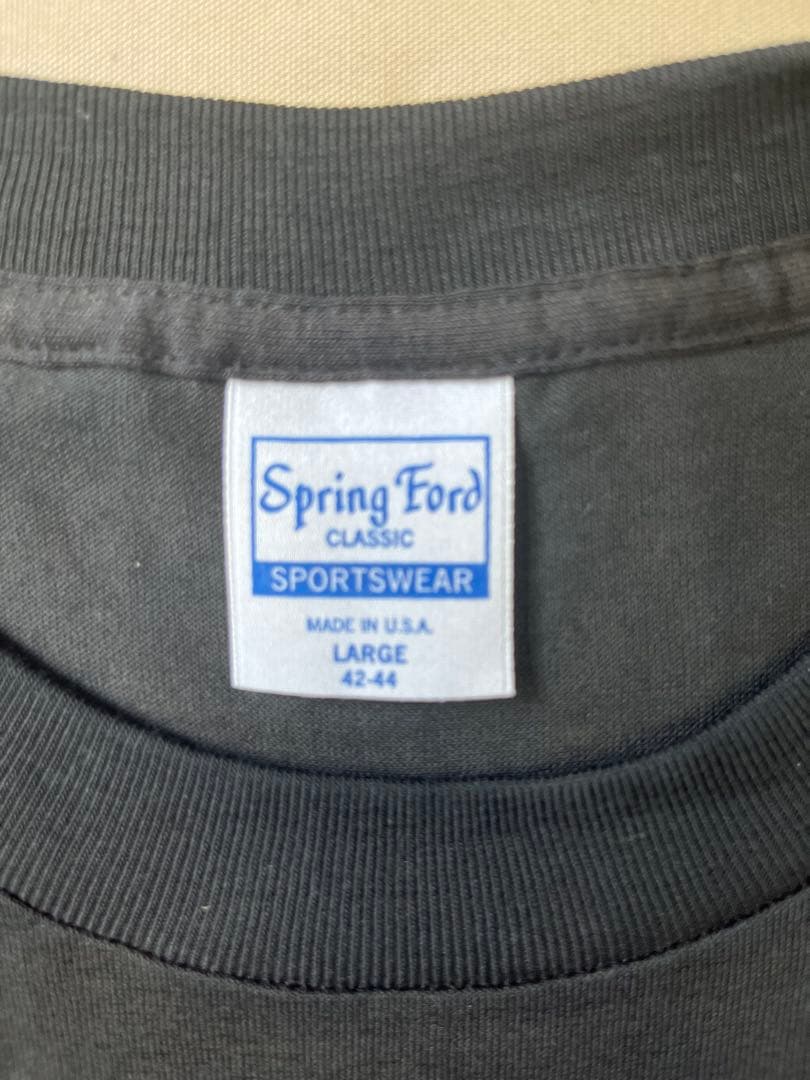 Spring Ford
CLASSIC
SPORTSWEAR
MADE IN U.S.A.
LARGE
42-44